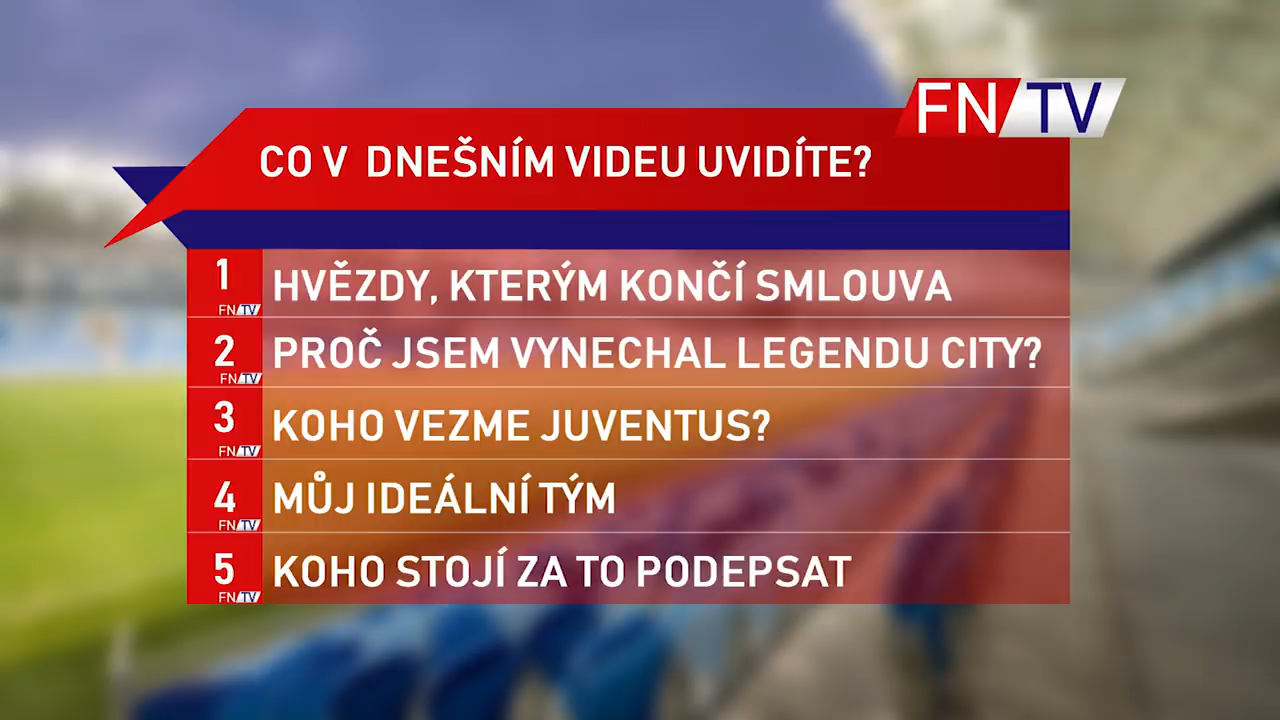 FN/TV
CO V DNEŠNÍM VIDEU UVIDÍTE?
1 HVĚZDY, KTERÝM KONČÍ SMLOUVA
FN/TV
2 PROČ JSEM VYNECHAL LEGENDU CITY?
FN/TV
3 KOHO VEZME JUVENTUS?
FN/TV
4 MŮJ IDEÁLNÍ TÝM
FN/TV
5 KOHO STOJÍ ZA TO PODEPSAT
FN/TV